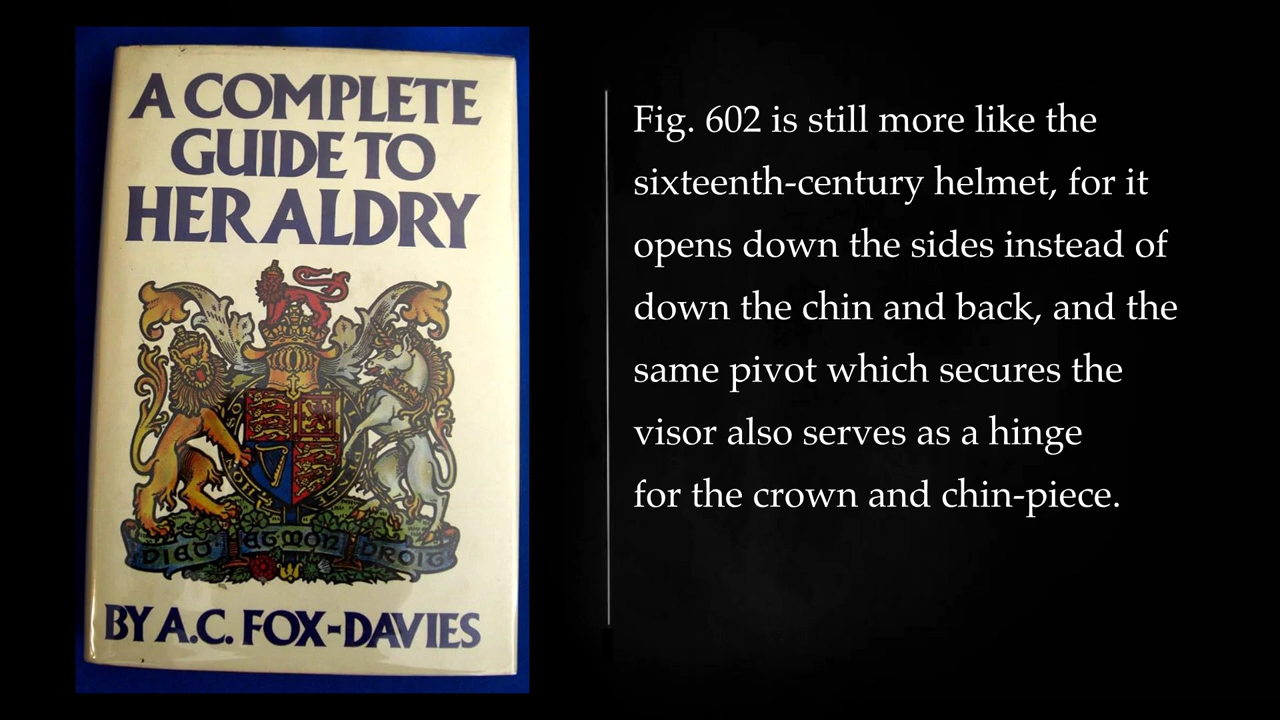 A COMPLETE
GUIDE TO
HERALDRY
DIEU ET MON DROIT
BY A.C. FOX-DAVIES
Fig. 602 is still more like the
sixteenth-century helmet, for it
opens down the sides instead of
down the chin and back, and the
same pivot which secures the
visor also serves as a hinge
for the crown and chin-piece.